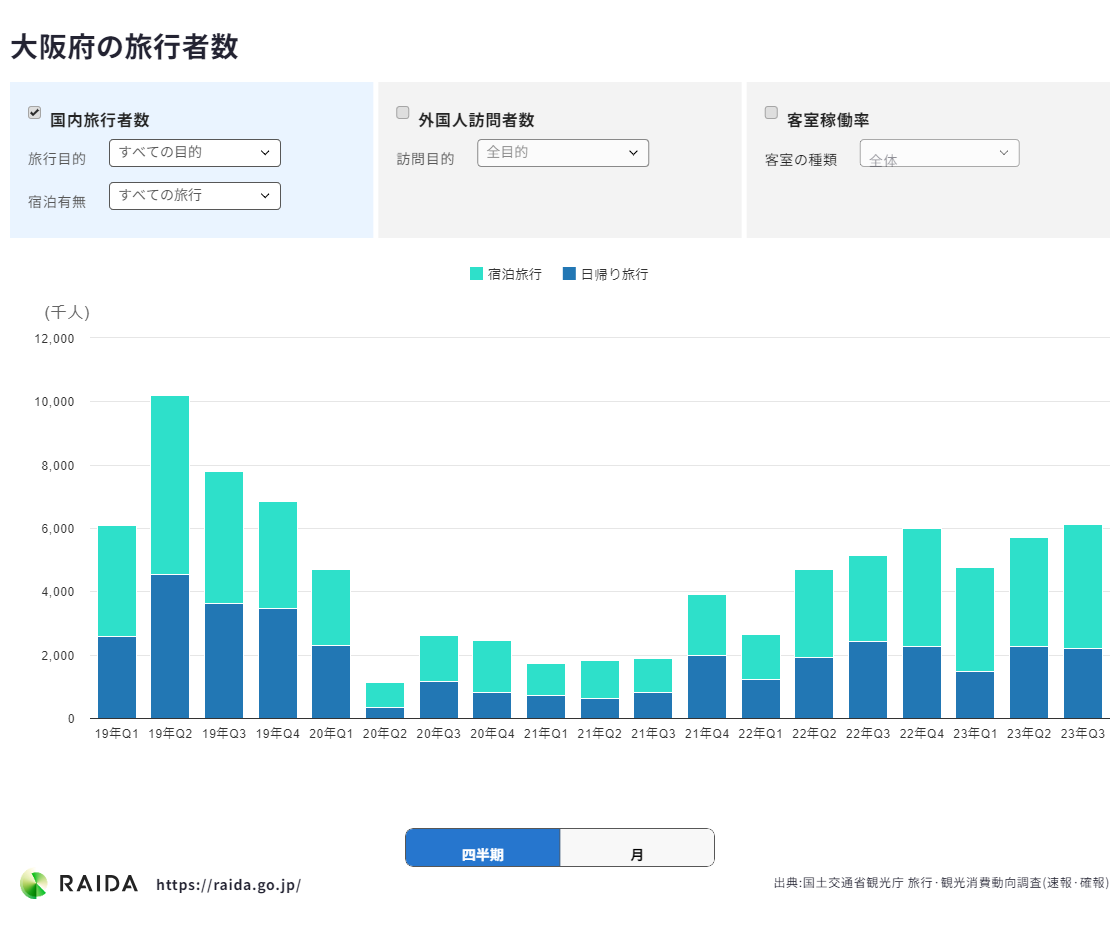 大阪府の旅行者数
国内旅行者数
旅行目的 すべての目的
宿泊有無 すべての旅行
外国人訪問者数
訪問目的 全目的
客室稼働率
客室の種類 全体
宿泊旅行 日帰り旅行
(千人)
12,000
10,000
8,000
6,000
4,000
2,000
0
19年Q1 19年Q2 19年Q3 19年Q4 20年Q1 20年Q2 20年Q3 20年Q4 21年Q1 21年Q2 21年Q3 21年Q4 22年Q1 22年Q2 22年Q3 22年Q4 23年Q1 23年Q2 23年Q3
四半期 月
RAIDA https://raida.go.jp/
出典:国土交通省観光庁 旅行・観光消費動向調査(速報・確報)